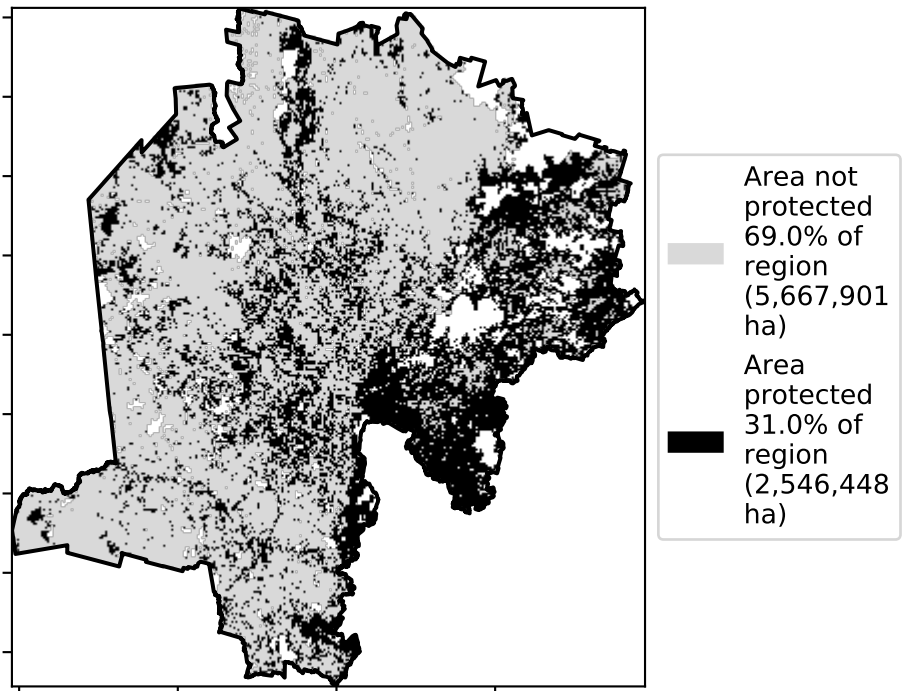 Area not
protected
69.0% of
region
(5,667,901
ha)
Area
protected
31.0% of
region
(2,546,448
ha)